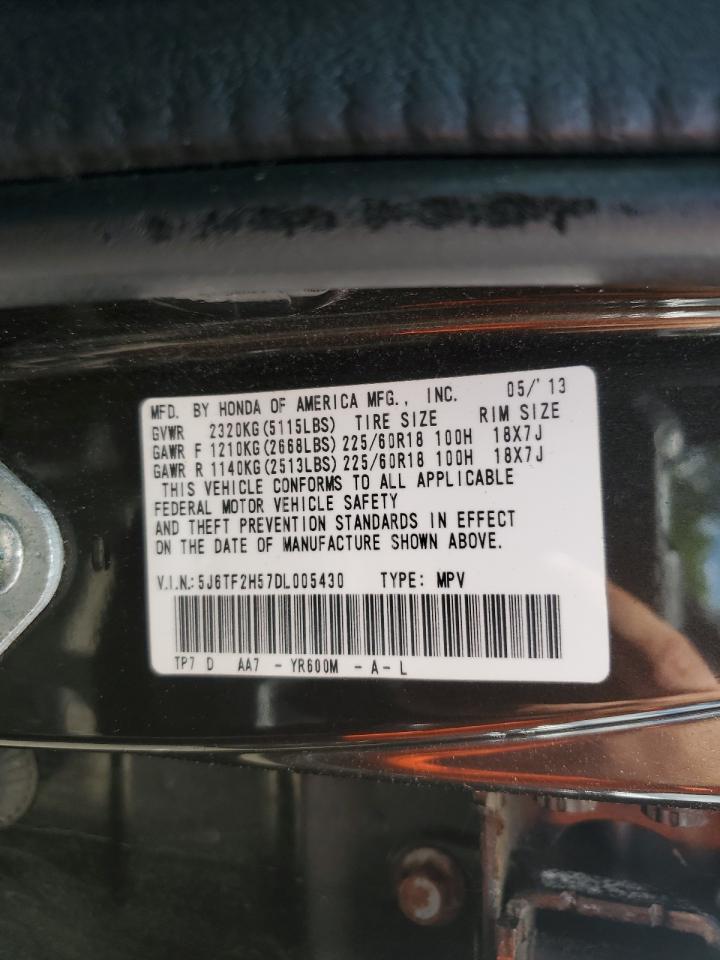 MFD. BY HONDA OF AMERICA MFG., INC. 05/'13
GVWR 2320KG(5115LBS) TIRE SIZE RIM SIZE
GAWR F 1210KG(2668LBS) 225/60R18 100H 18X7J
GAWR R 1140KG(2513LBS) 225/60R18 100H 18X7J
THIS VEHICLE CONFORMS TO ALL APPLICABLE
FEDERAL MOTOR VEHICLE SAFETY
AND THEFT PREVENTION STANDARDS IN EFFECT
ON THE DATE OF MANUFACTURE SHOWN ABOVE.
V.I.N.: 5J6TF2H57DL005430 TYPE: MPV
TP7 D AA7 - YR600M - A - L